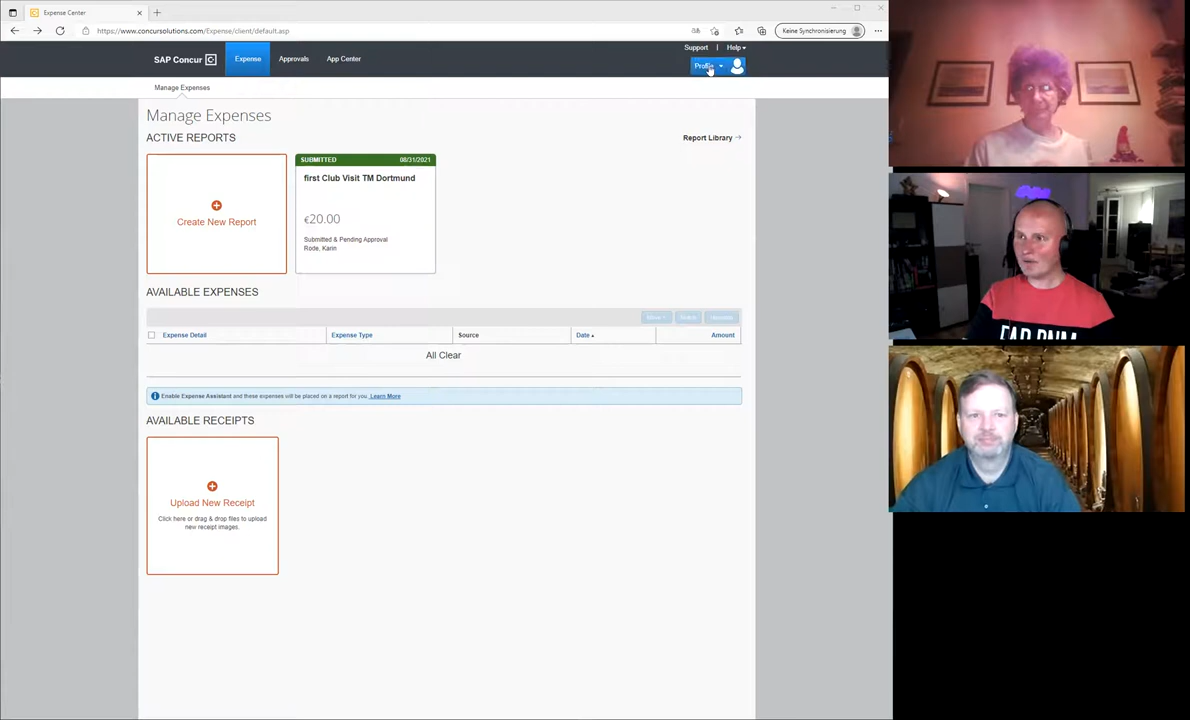 Expense Center
https://www.concursolutions.com/Expense/client/default.asp
Keine Synchronisierung
Support | Help
SAP Concur C Expense Approvals App Center
Profile
Manage Expenses
Manage Expenses
ACTIVE REPORTS
Report Library
SUBMITTED 08/31/2021
first Club Visit TM Dortmund
€20.00
Submitted & Pending Approval
Rode, Karin
Create New Report
AVAILABLE EXPENSES
Expense Detail Expense Type Source Date Amount
All Clear
Enable Expense Assistant and these expenses will be placed on a report for you. Learn More
AVAILABLE RECEIPTS
Upload New Receipt
Click here or drag & drop files to upload
new receipt images.